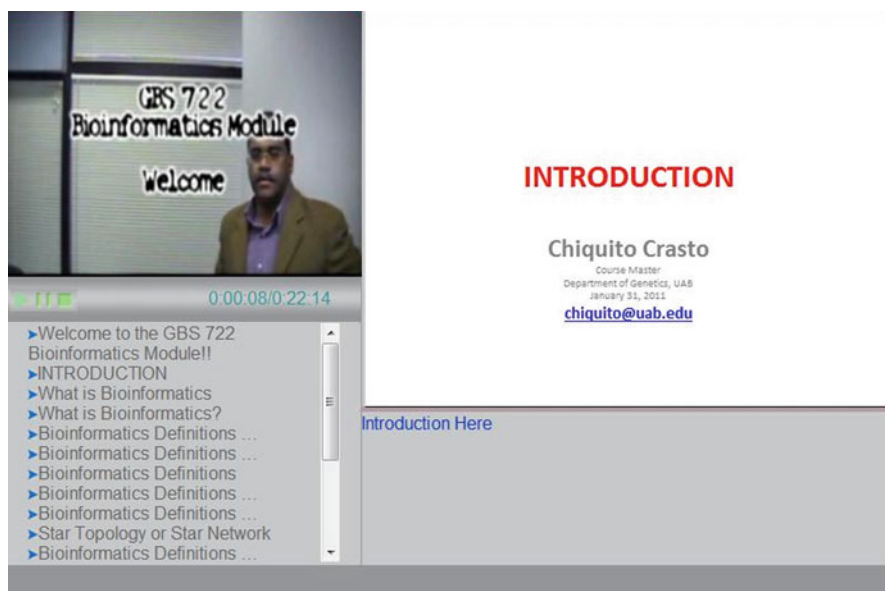 GBS 722
Bioinformatics Module
Welcome
0:00:08/0:22:14
➤Welcome to the GBS 722
Bioinformatics Module!!
➤INTRODUCTION
➤What is Bioinformatics
➤What is Bioinformatics?
➤Bioinformatics Definitions ...
➤Bioinformatics Definitions ...
➤Bioinformatics Definitions
➤Bioinformatics Definitions ...
➤Bioinformatics Definitions ...
➤Star Topology or Star Network
➤Bioinformatics Definitions ...
INTRODUCTION
Chiquito Crasto
Course Master
Department of Genetics, UAB
January 31, 2011
chiquito@uab.edu
Introduction Here